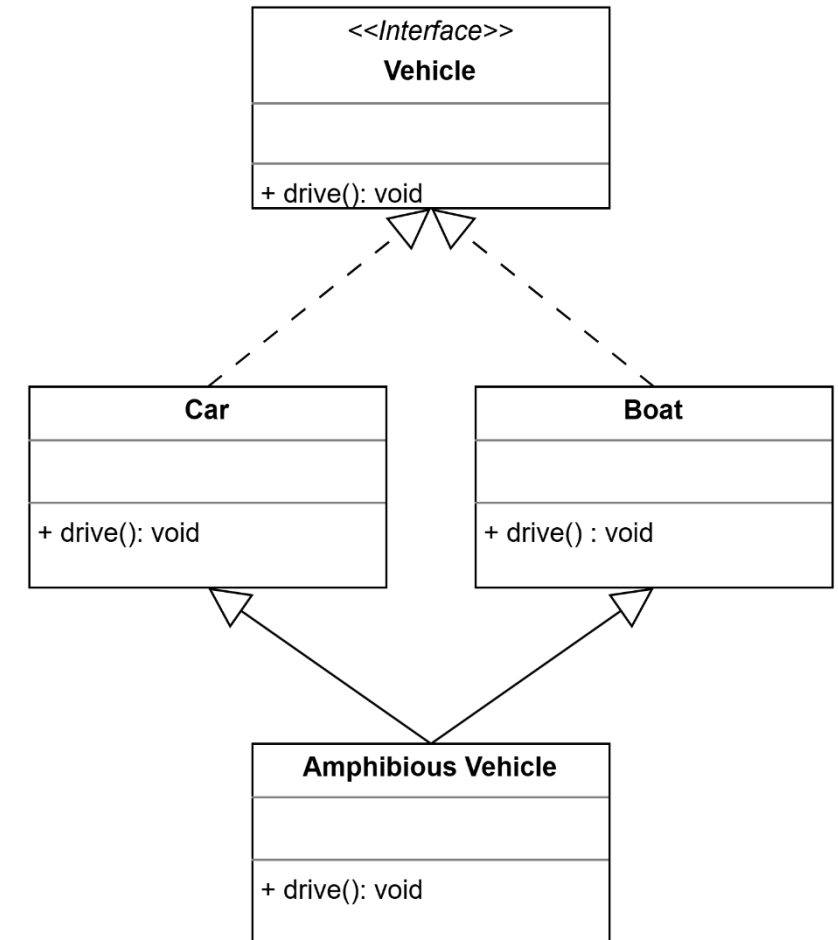 <<Interface>>
Vehicle
+ drive(): void
Car
+ drive(): void
Boat
+ drive() : void
Amphibious Vehicle
+ drive(): void